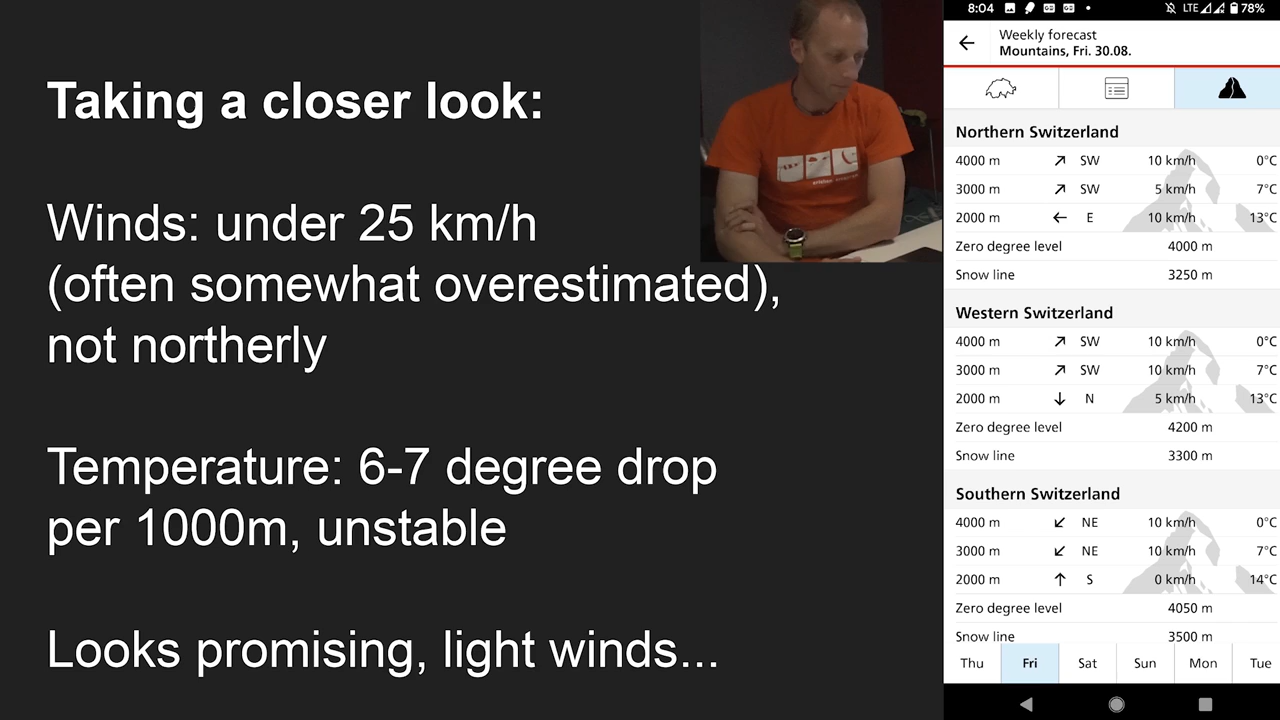 Taking a closer look:
Winds: under 25 km/h
(often somewhat overestimated),
not northerly
Temperature: 6-7 degree drop
per 1000m, unstable
Looks promising, light winds...
8:04 LTE 78%
Weekly forecast
Mountains, Fri. 30.08.
Northern Switzerland
4000 m SW 10 km/h 0°C
3000 m SW 5 km/h 7°C
2000 m E 10 km/h 13°C
Zero degree level 4000 m
Snow line 3250 m
Western Switzerland
4000 m SW 10 km/h 0°C
3000 m SW 10 km/h 7°C
2000 m N 5 km/h 13°C
Zero degree level 4200 m
Snow line 3300 m
Southern Switzerland
4000 m NE 10 km/h 0°C
3000 m NE 10 km/h 7°C
2000 m S 0 km/h 14°C
Zero degree level 4050 m
Snow line 3500 m
Thu Fri Sat Sun Mon Tue